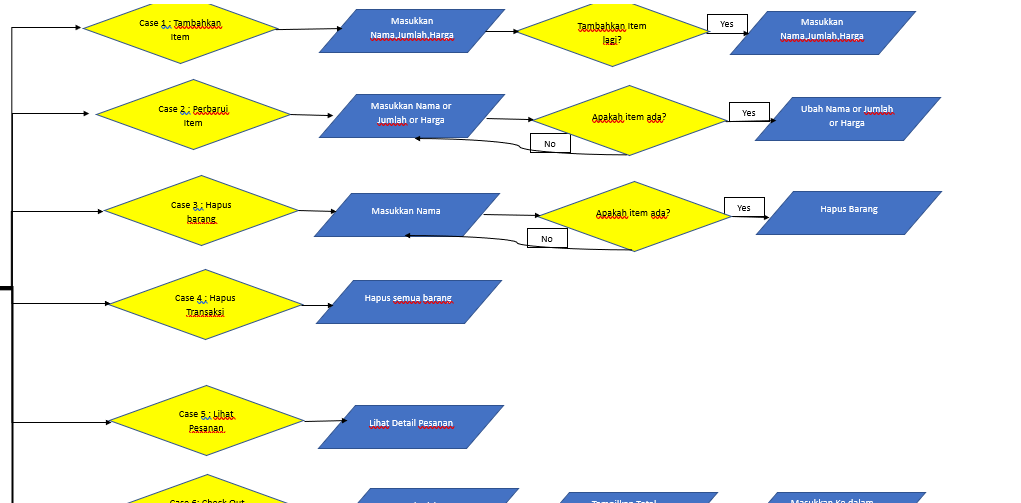 Case 1 : Tambahkan
Item
Masukkan
Nama,Jumlah,Harga
Tambahkan Item
lagi?
Yes
Masukkan
Nama,Jumlah,Harga
Case 2 : Perbarui
Item
Masukkan Nama or
Jumlah or Harga
Apakah item ada?
No
Yes
Ubah Nama or Jumlah
or Harga
Case 3 : Hapus
barang
Masukkan Nama
Apakah item ada?
No
Yes
Hapus Barang
Case 4 : Hapus
Transaksi
Hapus semua barang
Case 5 : Lihat
Pesanan
Lihat Detail Pesanan
Case 6: Check Out
Tampilkan Total
Masukkan Ke dalam